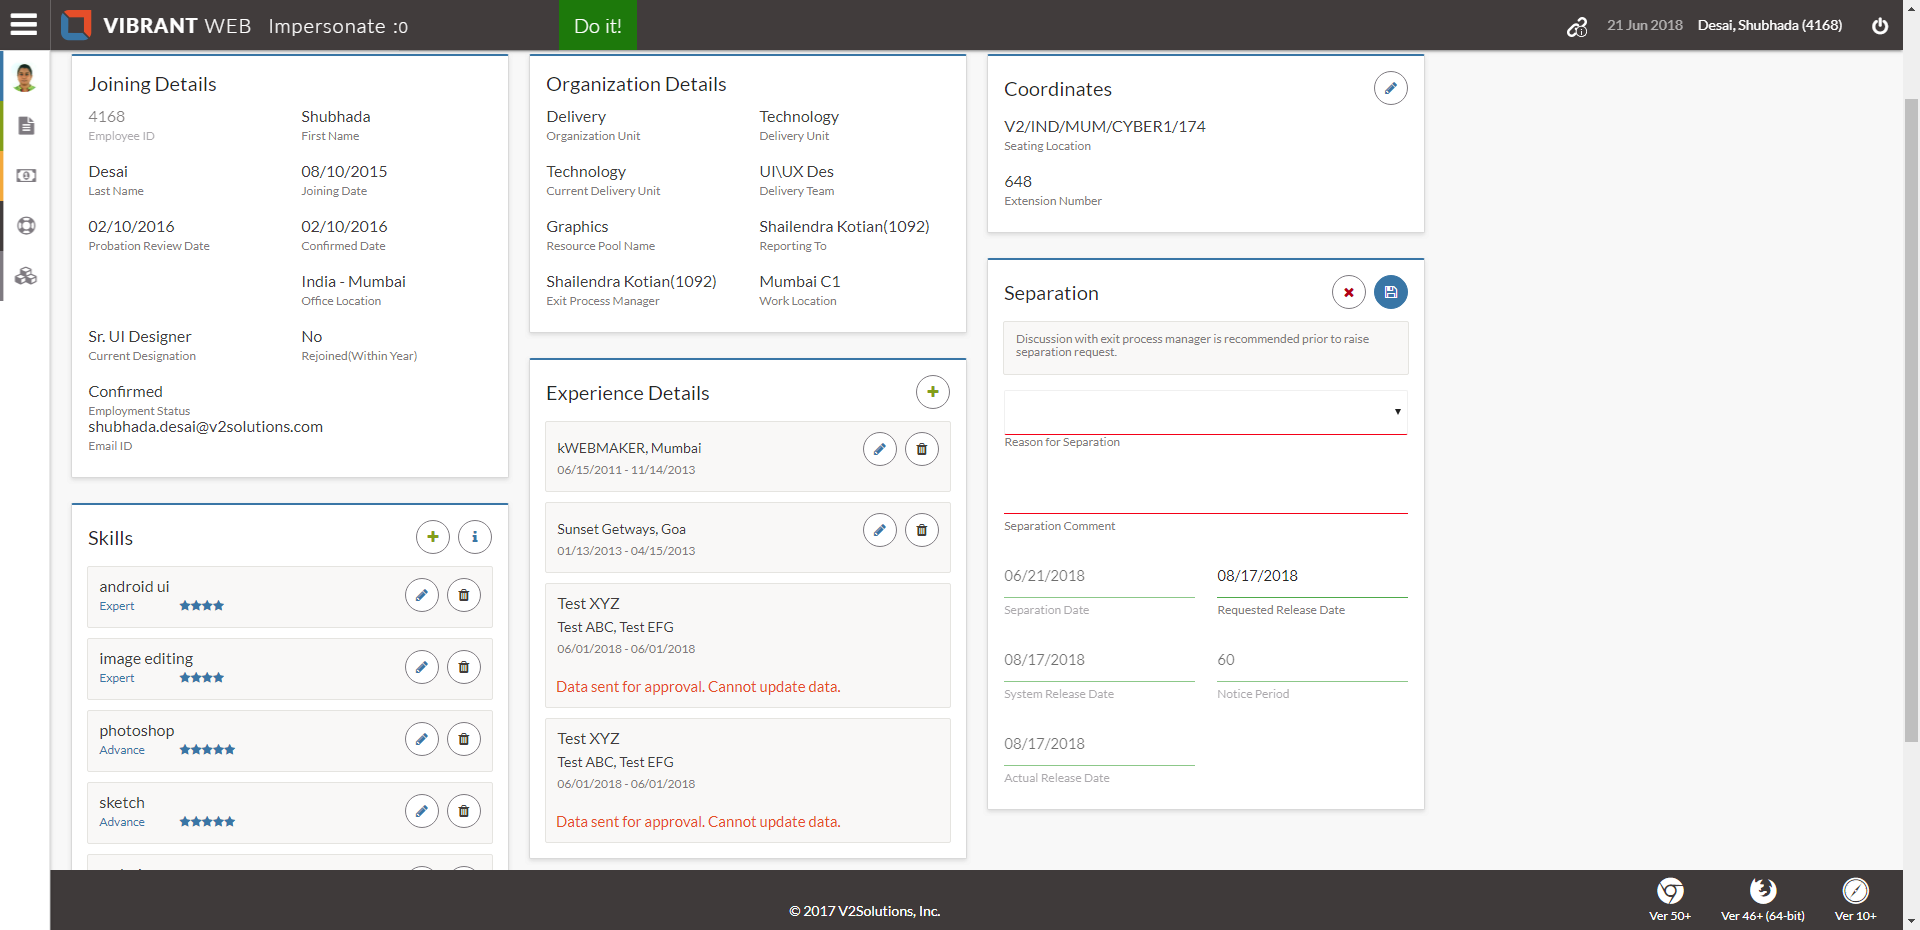 VIBRANT WEB Impersonate :0 Do it! 21 Jun 2018 Desai, Shubhada (4168)
Joining Details
4168 Shubhada
Employee ID First Name
Desai 08/10/2015
Last Name Joining Date
02/10/2016 02/10/2016
Probation Review Date Confirmed Date
India - Mumbai
Office Location
Sr. UI Designer No
Current Designation Rejoined(Within Year)
Confirmed
Employment Status
shubhada.desai@v2solutions.com
Email ID
Skills
android ui
Expert
image editing
Expert
photoshop
Advance
sketch
Advance
Organization Details
Delivery Technology
Organization Unit Delivery Unit
Technology UI\UX Des
Current Delivery Unit Delivery Team
Graphics Shailendra Kotian(1092)
Resource Pool Name Reporting To
Shailendra Kotian(1092) Mumbai C1
Exit Process Manager Work Location
Experience Details
kWEBMAKER, Mumbai
06/15/2011 - 11/14/2013
Sunset Getways, Goa
01/13/2013 - 04/15/2013
Test XYZ
Test ABC, Test EFG
06/01/2018 - 06/01/2018
Data sent for approval. Cannot update data.
Test XYZ
Test ABC, Test EFG
06/01/2018 - 06/01/2018
Data sent for approval. Cannot update data.
Coordinates
V2/IND/MUM/CYBER1/174
Seating Location
648
Extension Number
Separation
Discussion with exit process manager is recommended prior to raise
separation request.
Reason for Separation
Separation Comment
06/21/2018 08/17/2018
Separation Date Requested Release Date
08/17/2018 60
System Release Date Notice Period
08/17/2018
Actual Release Date
© 2017 V2Solutions, Inc.
Ver 50+ Ver 46+ (64-bit) Ver 10+